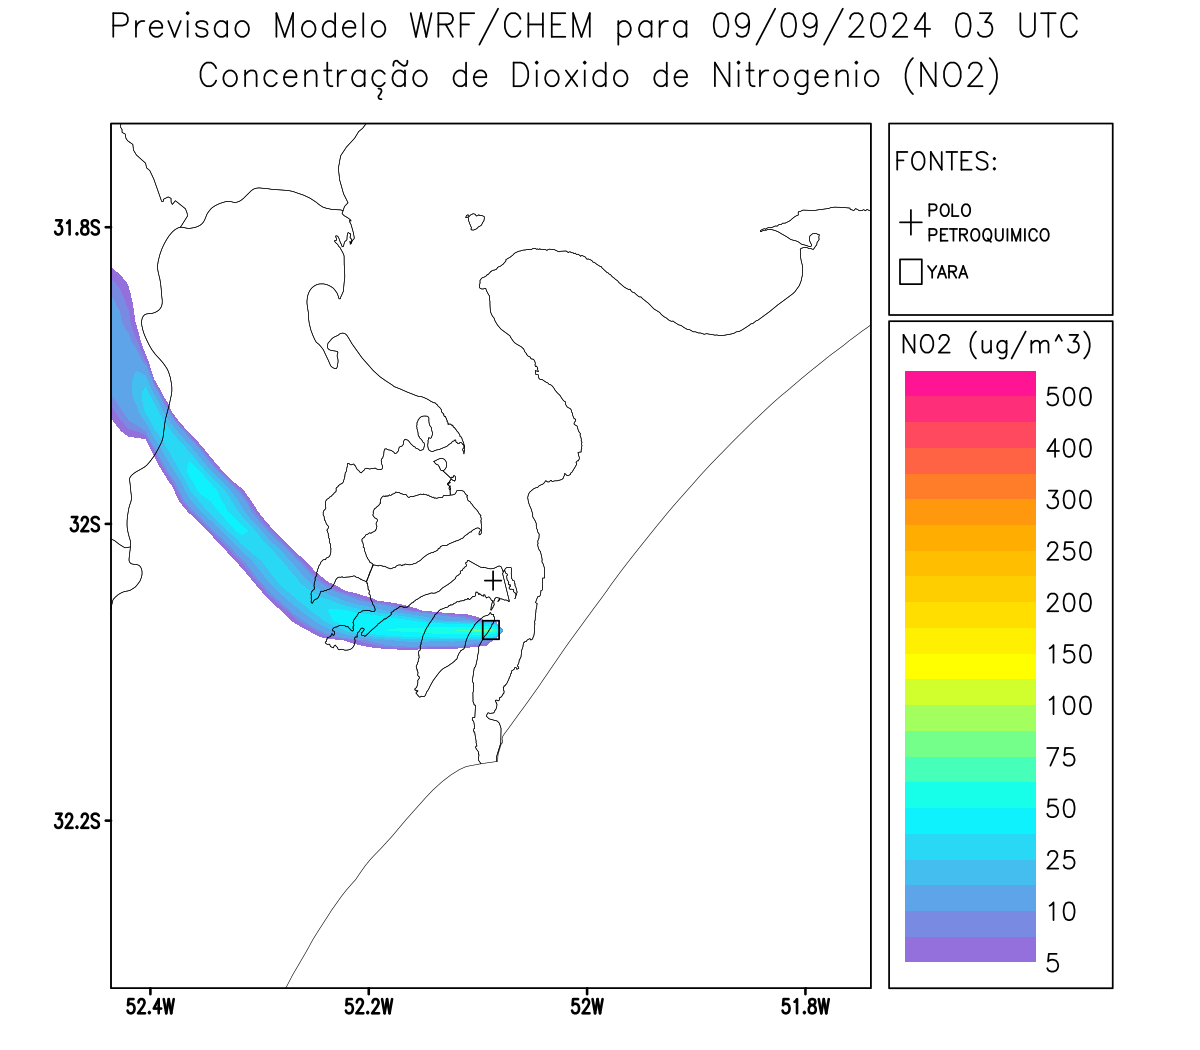 Previsao Modelo WRF/CHEM para 09/09/2024 03 UTC
Concentração de Dioxido de Nitrogenio (NO2)
FONTES:
POLO
PETROQUIMICO
YARA
31.8S
32S
32.2S
52.4W
52.2W
52W
51.8W
NO2 (ug/m^3)
500
400
300
250
200
150
100
75
50
25
10
5